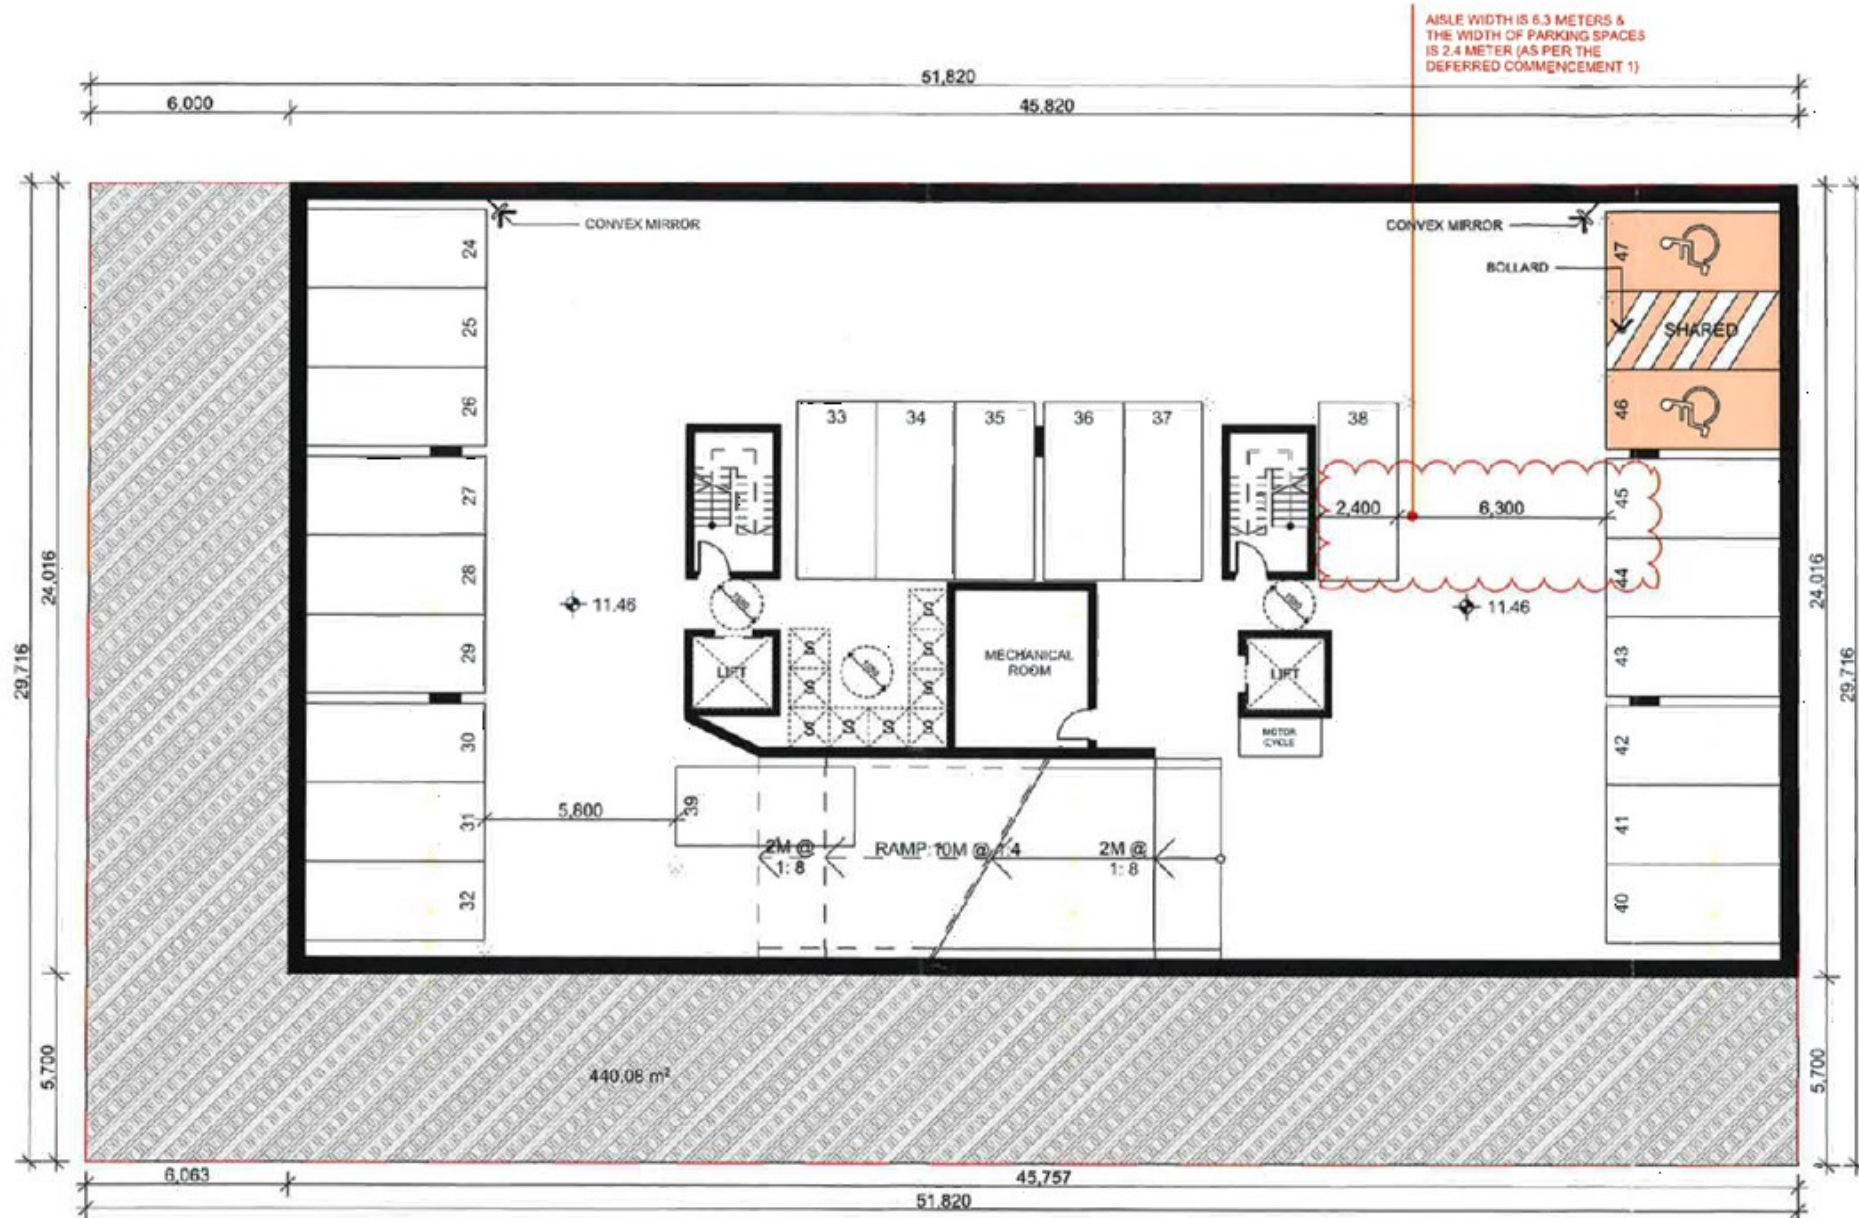 AISLE WIDTH IS 6.3 METERS &
THE WIDTH OF PARKING SPACES
IS 2.4 METER (AS PER THE
DEFERRED COMMENCEMENT 1)
51,820
6,000
45,820
CONVEX MIRROR
CONVEX MIRROR
BOLLARD
24
25
26
27
28
29
30
31
32
33
34
35
36
37
38
47
SHARED
46
45
44
43
42
41
40
2,400
6,300
11.46
11.46
LIFT
S
S
S
S
S
S
S
S
MECHANICAL
ROOM
LIFT
MOTOR
CYCLE
5,800
39
2M @
1: 8
RAMP: 10M @ 1:4
2M @
1: 8
29,716
24,016
5,700
24,016
29,716
5,700
440.08 m²
6,063
45,757
51,820